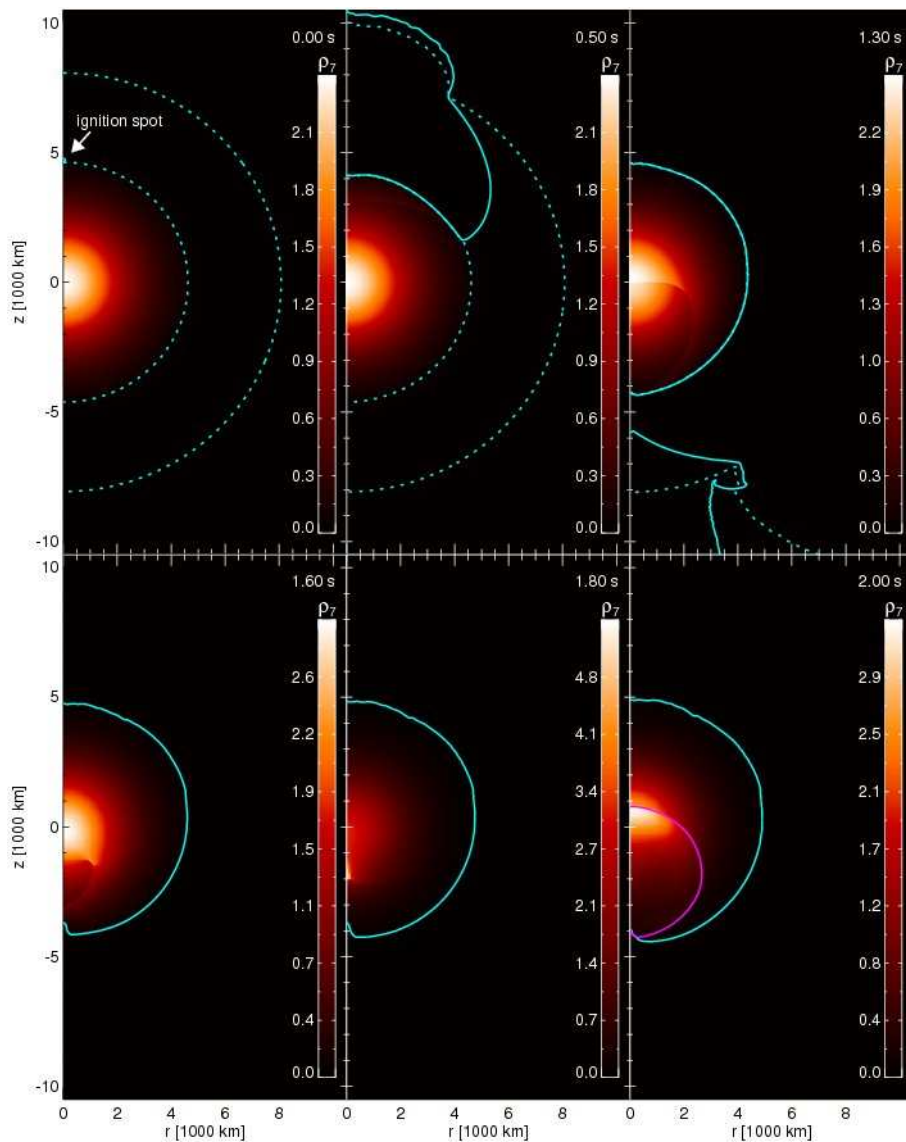 0.00 s
ρ7
ignition spot
2.1
1.8
1.5
1.2
0.9
0.6
0.3
0.0
10
5
0
-5
-10
z [1000 km]
0.50 s
ρ7
2.1
1.8
1.5
1.2
0.9
0.6
0.3
0.0
1.30 s
ρ7
2.2
1.9
1.6
1.3
1.0
0.6
0.3
0.0
1.60 s
ρ7
2.6
2.2
1.8
1.5
1.1
0.7
0.4
0.0
10
5
0
-5
-10
z [1000 km]
0 2 4 6 8
r [1000 km]
1.80 s
ρ7
4.8
4.1
3.4
2.7
2.1
1.4
0.7
0.0
0 2 4 6 8
r [1000 km]
2.00 s
ρ7
2.9
2.5
2.1
1.7
1.2
0.8
0.4
0.0
0 2 4 6 8
r [1000 km]